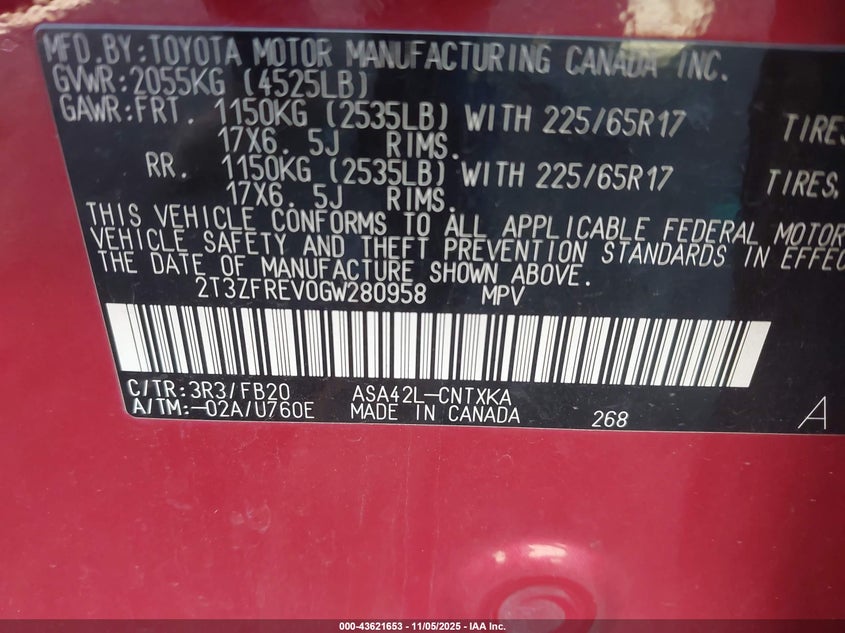 MFD. BY: TOYOTA MOTOR MANUFACTURING CANADA INC.
GVWR: 2055KG (4525LB)
GAWR: FRT. 1150KG (2535LB) WITH 225/65R17 TIRES
17X6. 5J RIMS.
RR. 1150KG (2535LB) WITH 225/65R17 TIRES,
17X6. 5J RIMS.
THIS VEHICLE CONFORMS TO ALL APPLICABLE FEDERAL MOTOR
VEHICLE SAFETY AND THEFT PREVENTION STANDARDS IN EFFEC
THE DATE OF MANUFACTURE SHOWN ABOVE.
2T3ZFREV0GW280958 MPV
C/TR: 3R3/FB20 ASA42L-CNTXKA
A/TM: -02A/U760E MADE IN CANADA 268 A
000-43621653 - 11/05/2025 - IAA Inc.